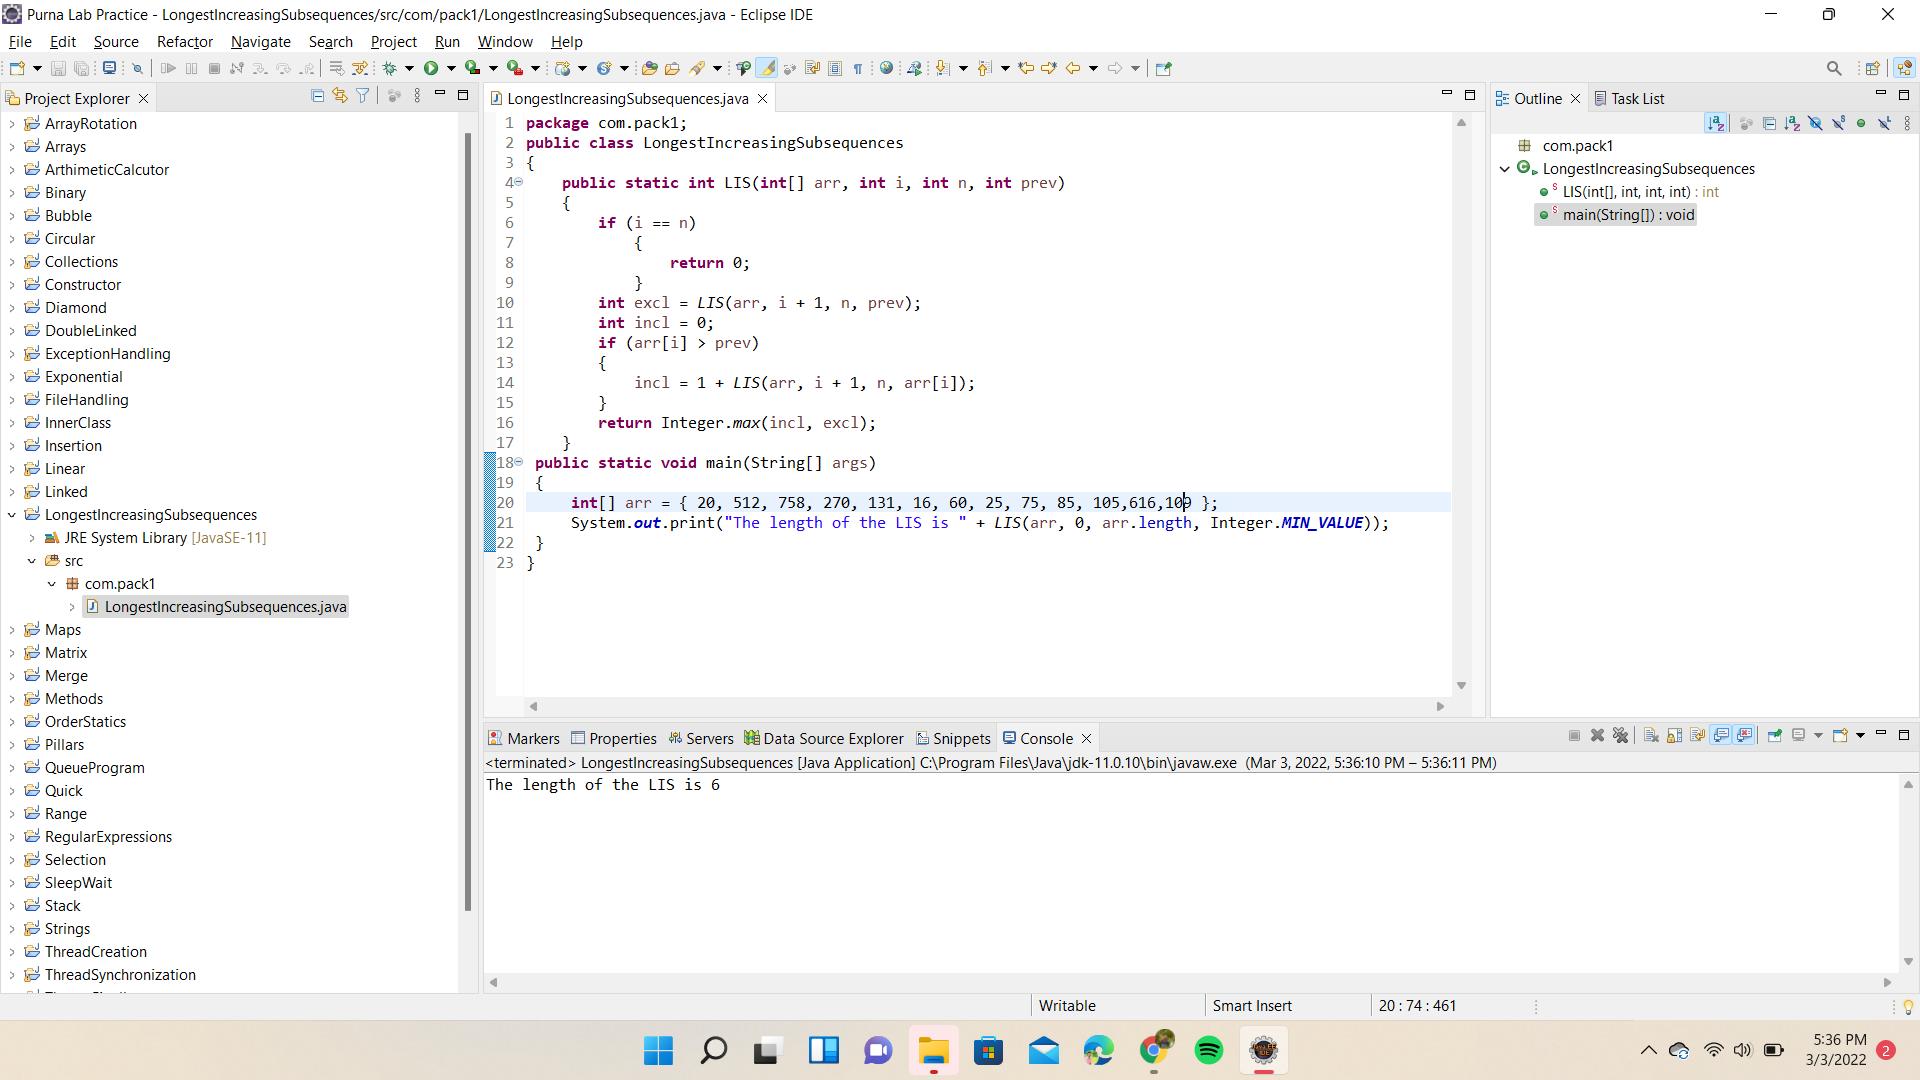 Purna Lab Practice - LongestIncreasingSubsequences/src/com/pack1/LongestIncreasingSubsequences.java - Eclipse IDE
File Edit Source Refactor Navigate Search Project Run Window Help
Project Explorer
ArrayRotation
Arrays
ArthimeticCalcutor
Binary
Bubble
Circular
Collections
Constructor
Diamond
DoubleLinked
ExceptionHandling
Exponential
FileHandling
InnerClass
Insertion
Linear
Linked
LongestIncreasingSubsequences
JRE System Library [JavaSE-11]
src
com.pack1
LongestIncreasingSubsequences.java
Maps
Matrix
Merge
Methods
OrderStatics
Pillars
QueueProgram
Quick
Range
RegularExpressions
Selection
SleepWait
Stack
Strings
ThreadCreation
ThreadSynchronization
LongestIncreasingSubsequences.java
1 package com.pack1;
2 public class LongestIncreasingSubsequences
3 {
4 public static int LIS(int[] arr, int i, int n, int prev)
5 {
6 if (i == n)
7 {
8 return 0;
9 }
10 int excl = LIS(arr, i + 1, n, prev);
11 int incl = 0;
12 if (arr[i] > prev)
13 {
14 incl = 1 + LIS(arr, i + 1, n, arr[i]);
15 }
16 return Integer.max(incl, excl);
17 }
18 public static void main(String[] args)
19 {
20 int[] arr = { 20, 512, 758, 270, 131, 16, 60, 25, 75, 85, 105,616,109 };
21 System.out.print("The length of the LIS is " + LIS(arr, 0, arr.length, Integer.MIN_VALUE));
22 }
23 }
Outline Task List
com.pack1
LongestIncreasingSubsequences
LIS(int[], int, int, int) : int
main(String[]) : void
Markers Properties Servers Data Source Explorer Snippets Console
<terminated> LongestIncreasingSubsequences [Java Application] C:\Program Files\Java\jdk-11.0.10\bin\javaw.exe (Mar 3, 2022, 5:36:10 PM – 5:36:11 PM)
The length of the LIS is 6
Writable Smart Insert 20 : 74 : 461
5:36 PM
3/3/2022
2